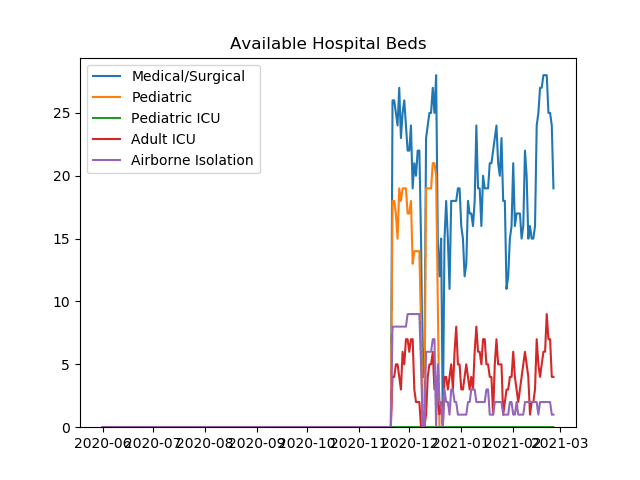 Available Hospital Beds
Medical/Surgical
Pediatric
Pediatric ICU
Adult ICU
Airborne Isolation
25
20
15
10
5
0
2020-06 2020-07 2020-08 2020-09 2020-10 2020-11 2020-12 2021-01 2021-02 2021-03